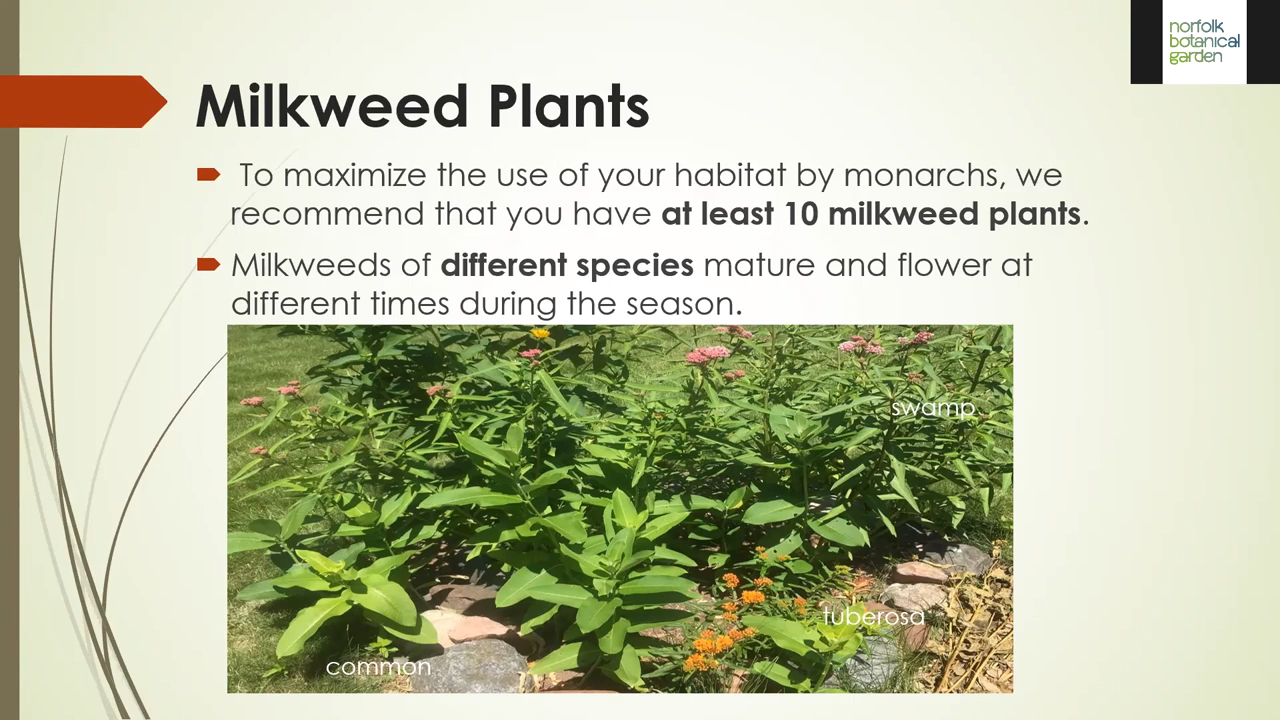 norfolk
botanical
garden
Milkweed Plants
To maximize the use of your habitat by monarchs, we
recommend that you have at least 10 milkweed plants.
Milkweeds of different species mature and flower at
different times during the season.
swamp
tuberosa
common